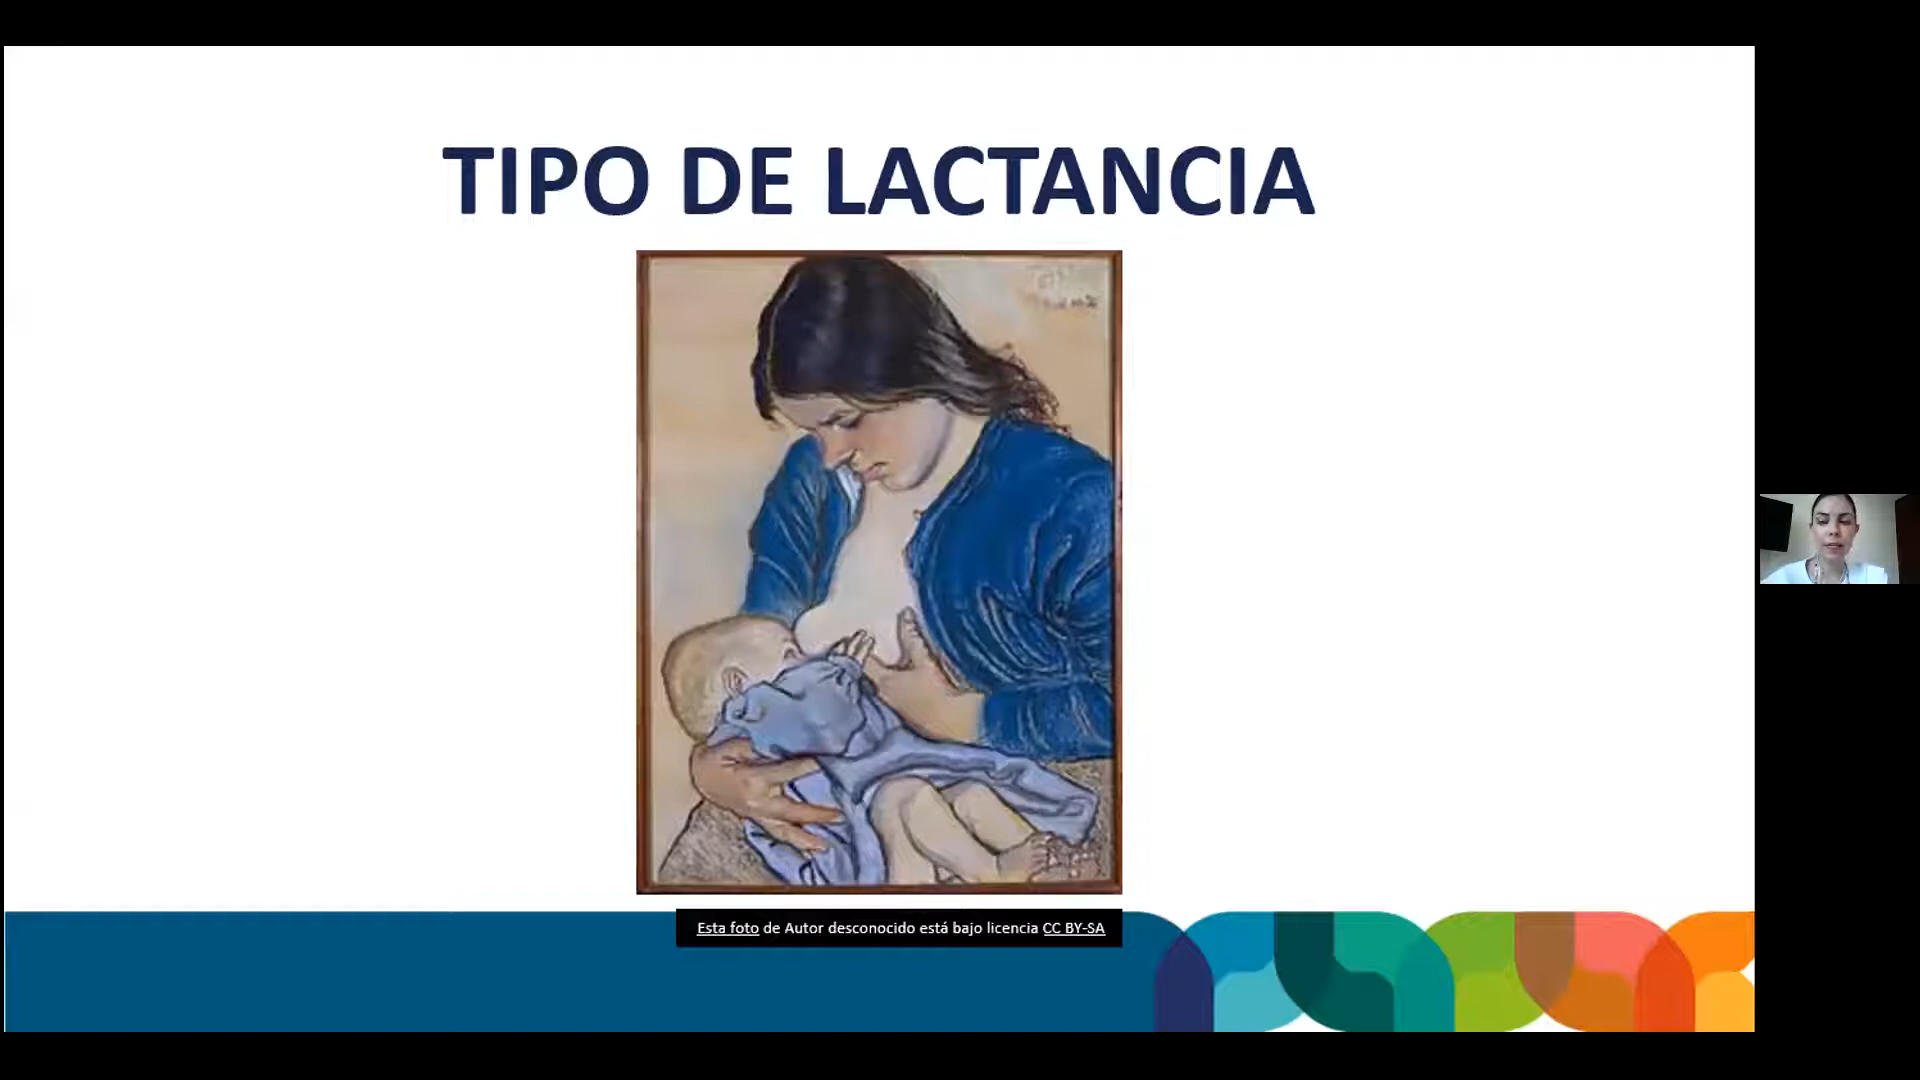 TIPO DE LACTANCIA
Esta foto de Autor desconocido está bajo licencia CC BY-SA